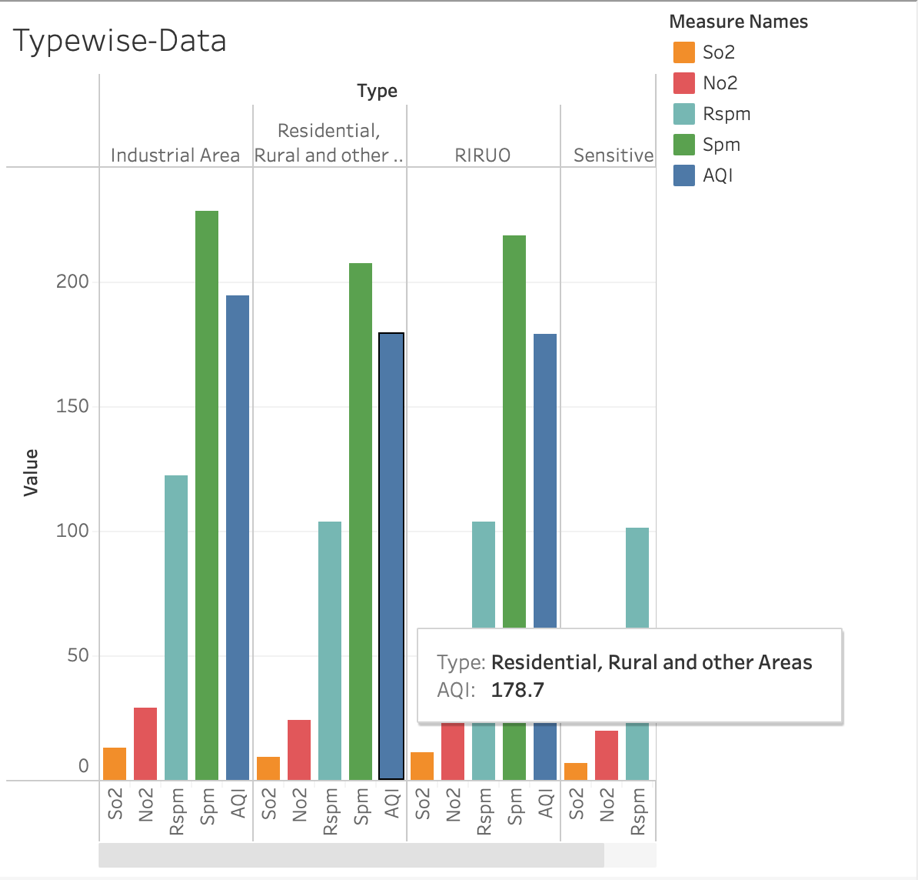 Typewise-Data
Measure Names
So2
No2
Rspm
Spm
AQI
Type
Industrial Area
Residential,
Rural and other ..
RIRUO
Sensitive
Value
200
150
100
50
0
Type: Residential, Rural and other Areas
AQI: 178.7
So2
No2
Rspm
Spm
AQI
So2
No2
Rspm
Spm
AQI
So2
No2
Rspm
Spm
AQI
So2
No2
Rspm